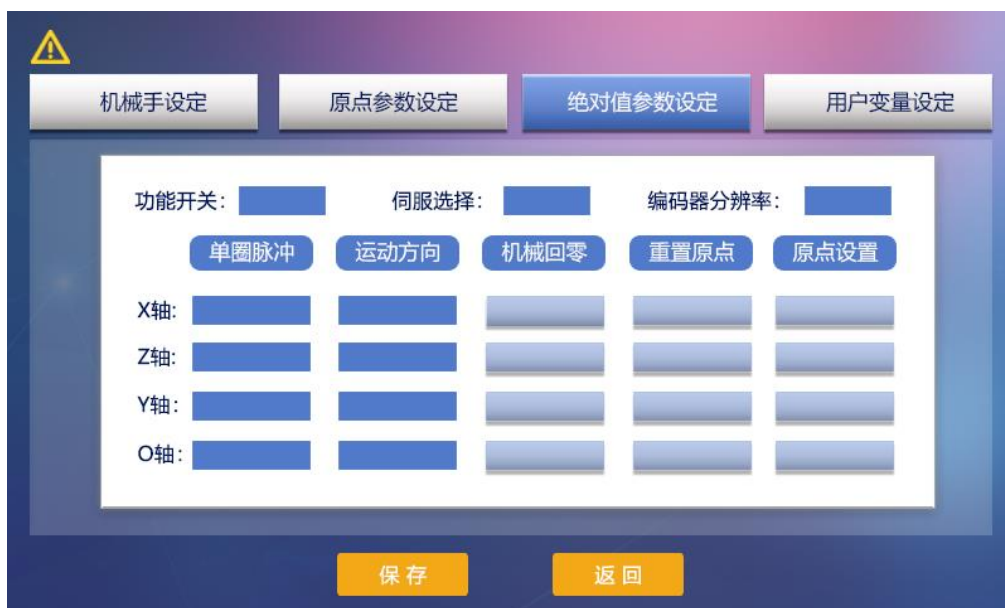 机械手设定 原点参数设定 绝对值参数设定 用户变量设定
功能开关： 伺服选择： 编码器分辨率：
单圈脉冲 运动方向 机械回零 重置原点 原点设置
X轴:
Z轴:
Y轴：
O轴：
保存 返回